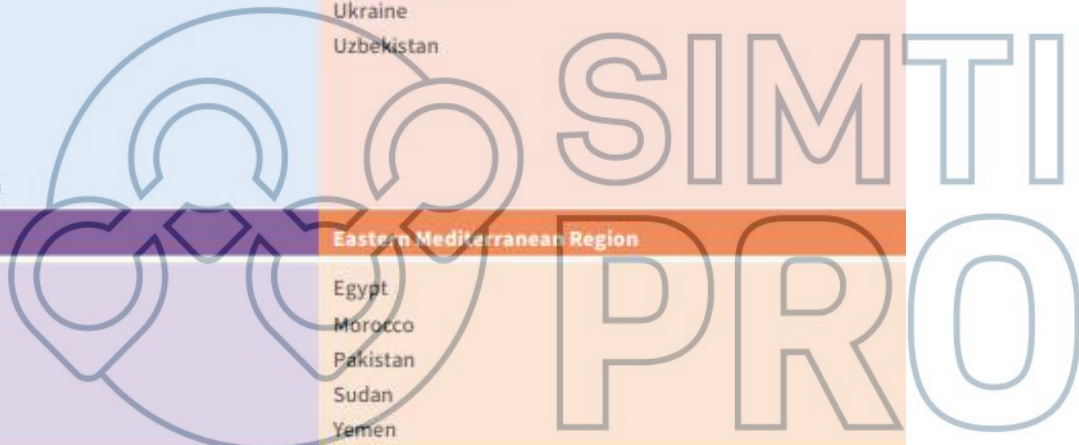 Ukraine
Uzbekistan
SIMTI
PRO
Eastern Mediterranean Region
Egypt
Morocco
Pakistan
Sudan
Yemen